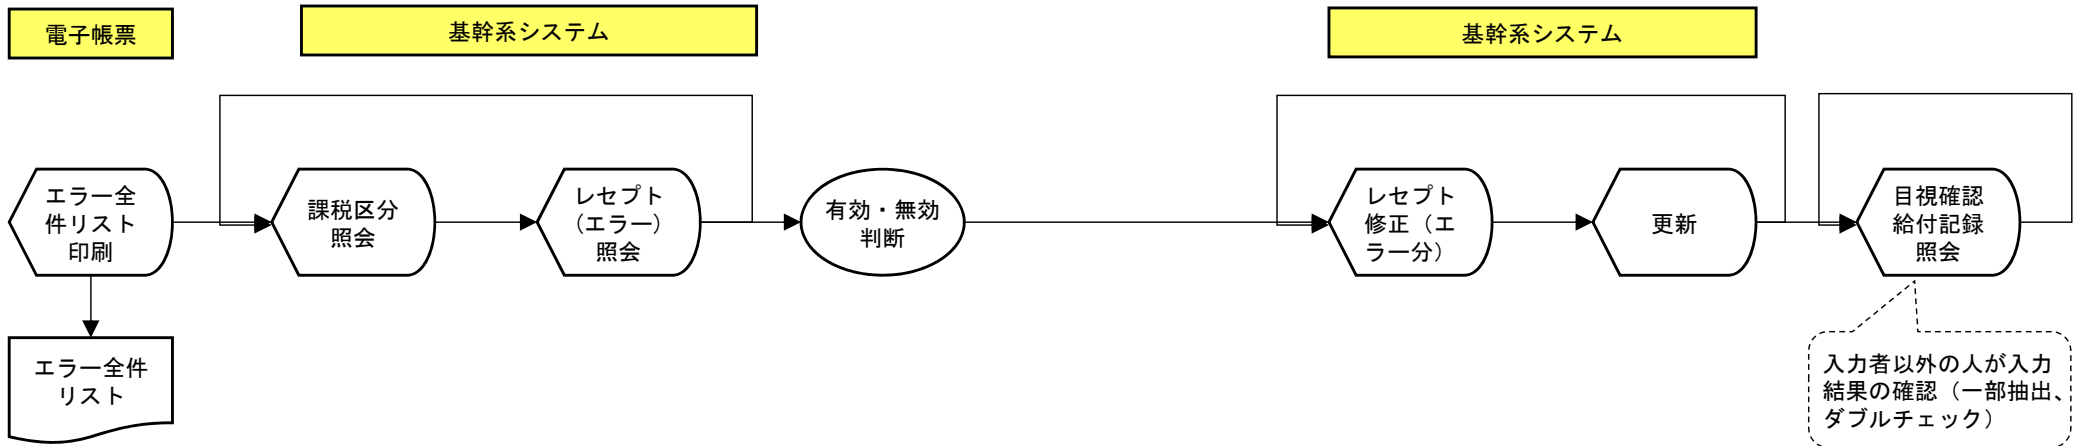 電子帳票
基幹系システム
基幹系システム
エラー全
件リスト
印刷
課税区分
照会
レセプト
（エラー）
照会
有効・無効
判断
レセプト
修正（エ
ラー分）
更新
目視確認
給付記録
照会
エラー全件
リスト
入力者以外の人が入力
結果の確認（一部抽出、
ダブルチェック）